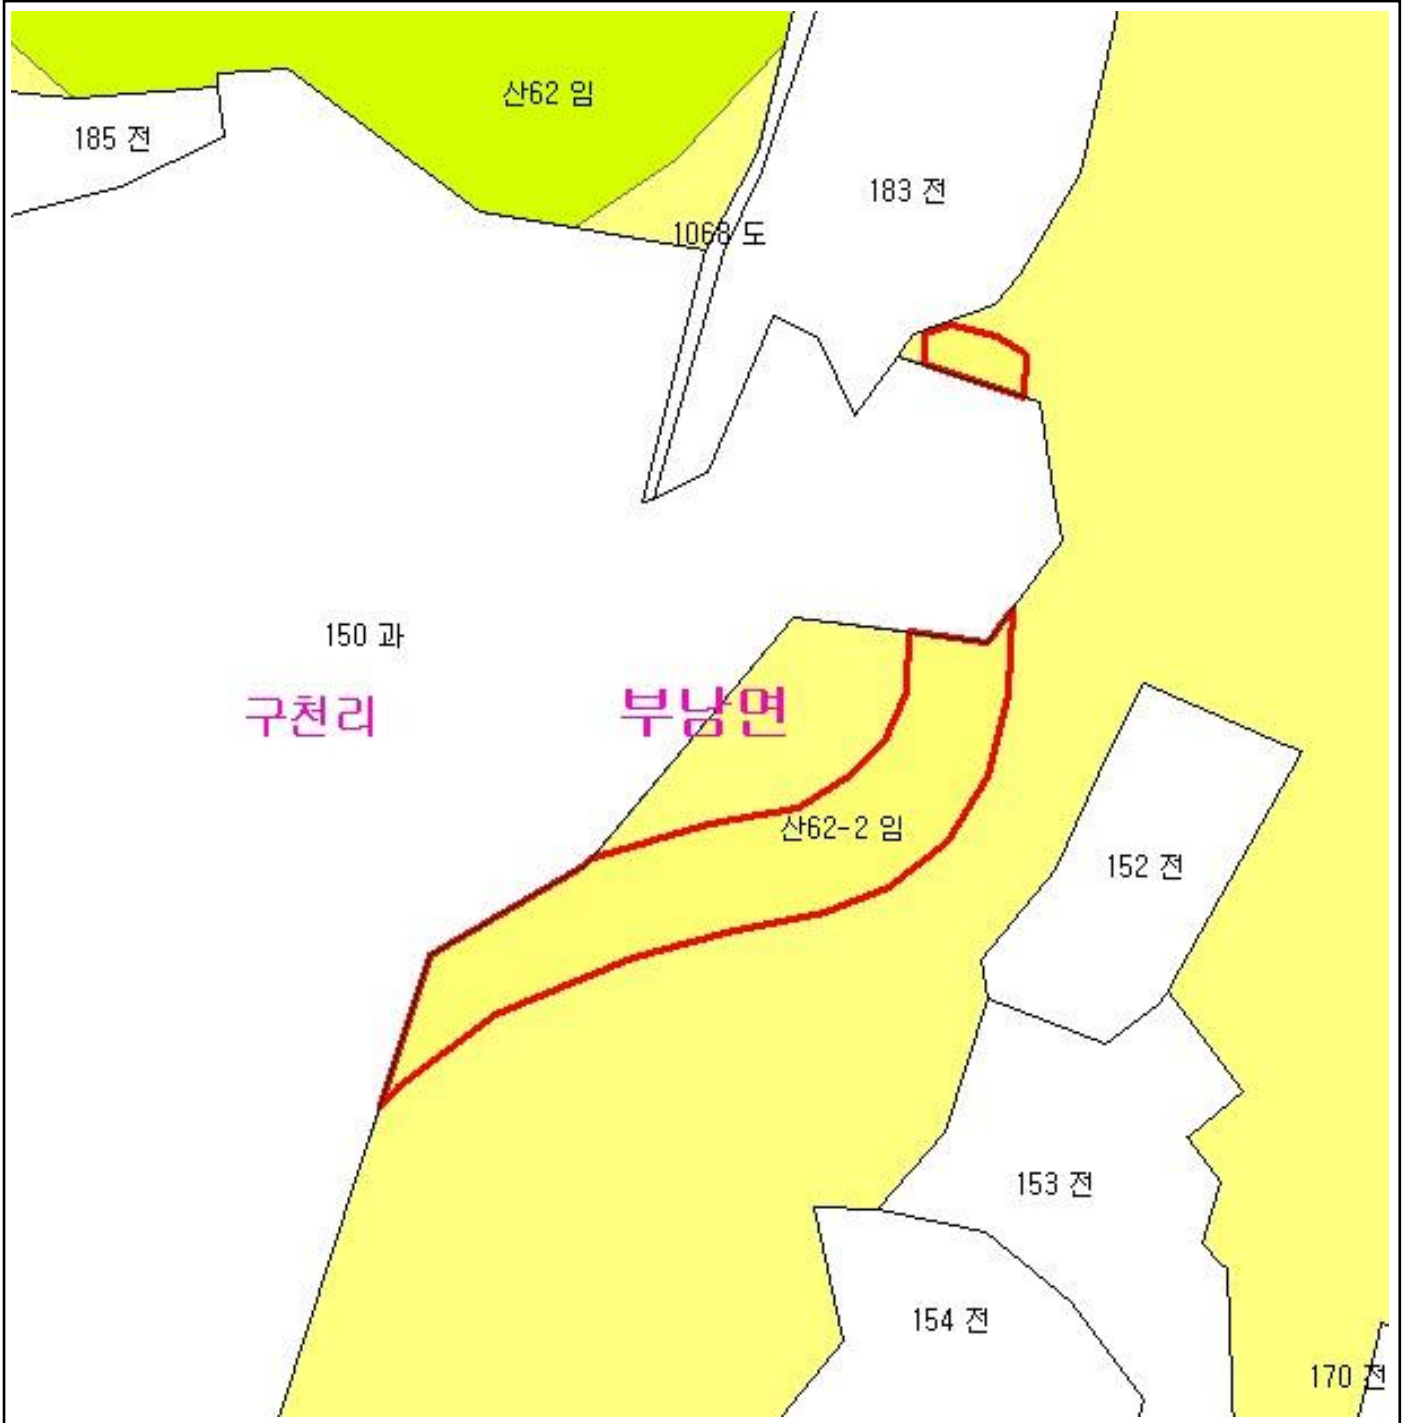 산62 임
185 전
183 전
1068 도
150 과
구천리
부남면
산62-2 임
152 전
153 전
154 전
170 전